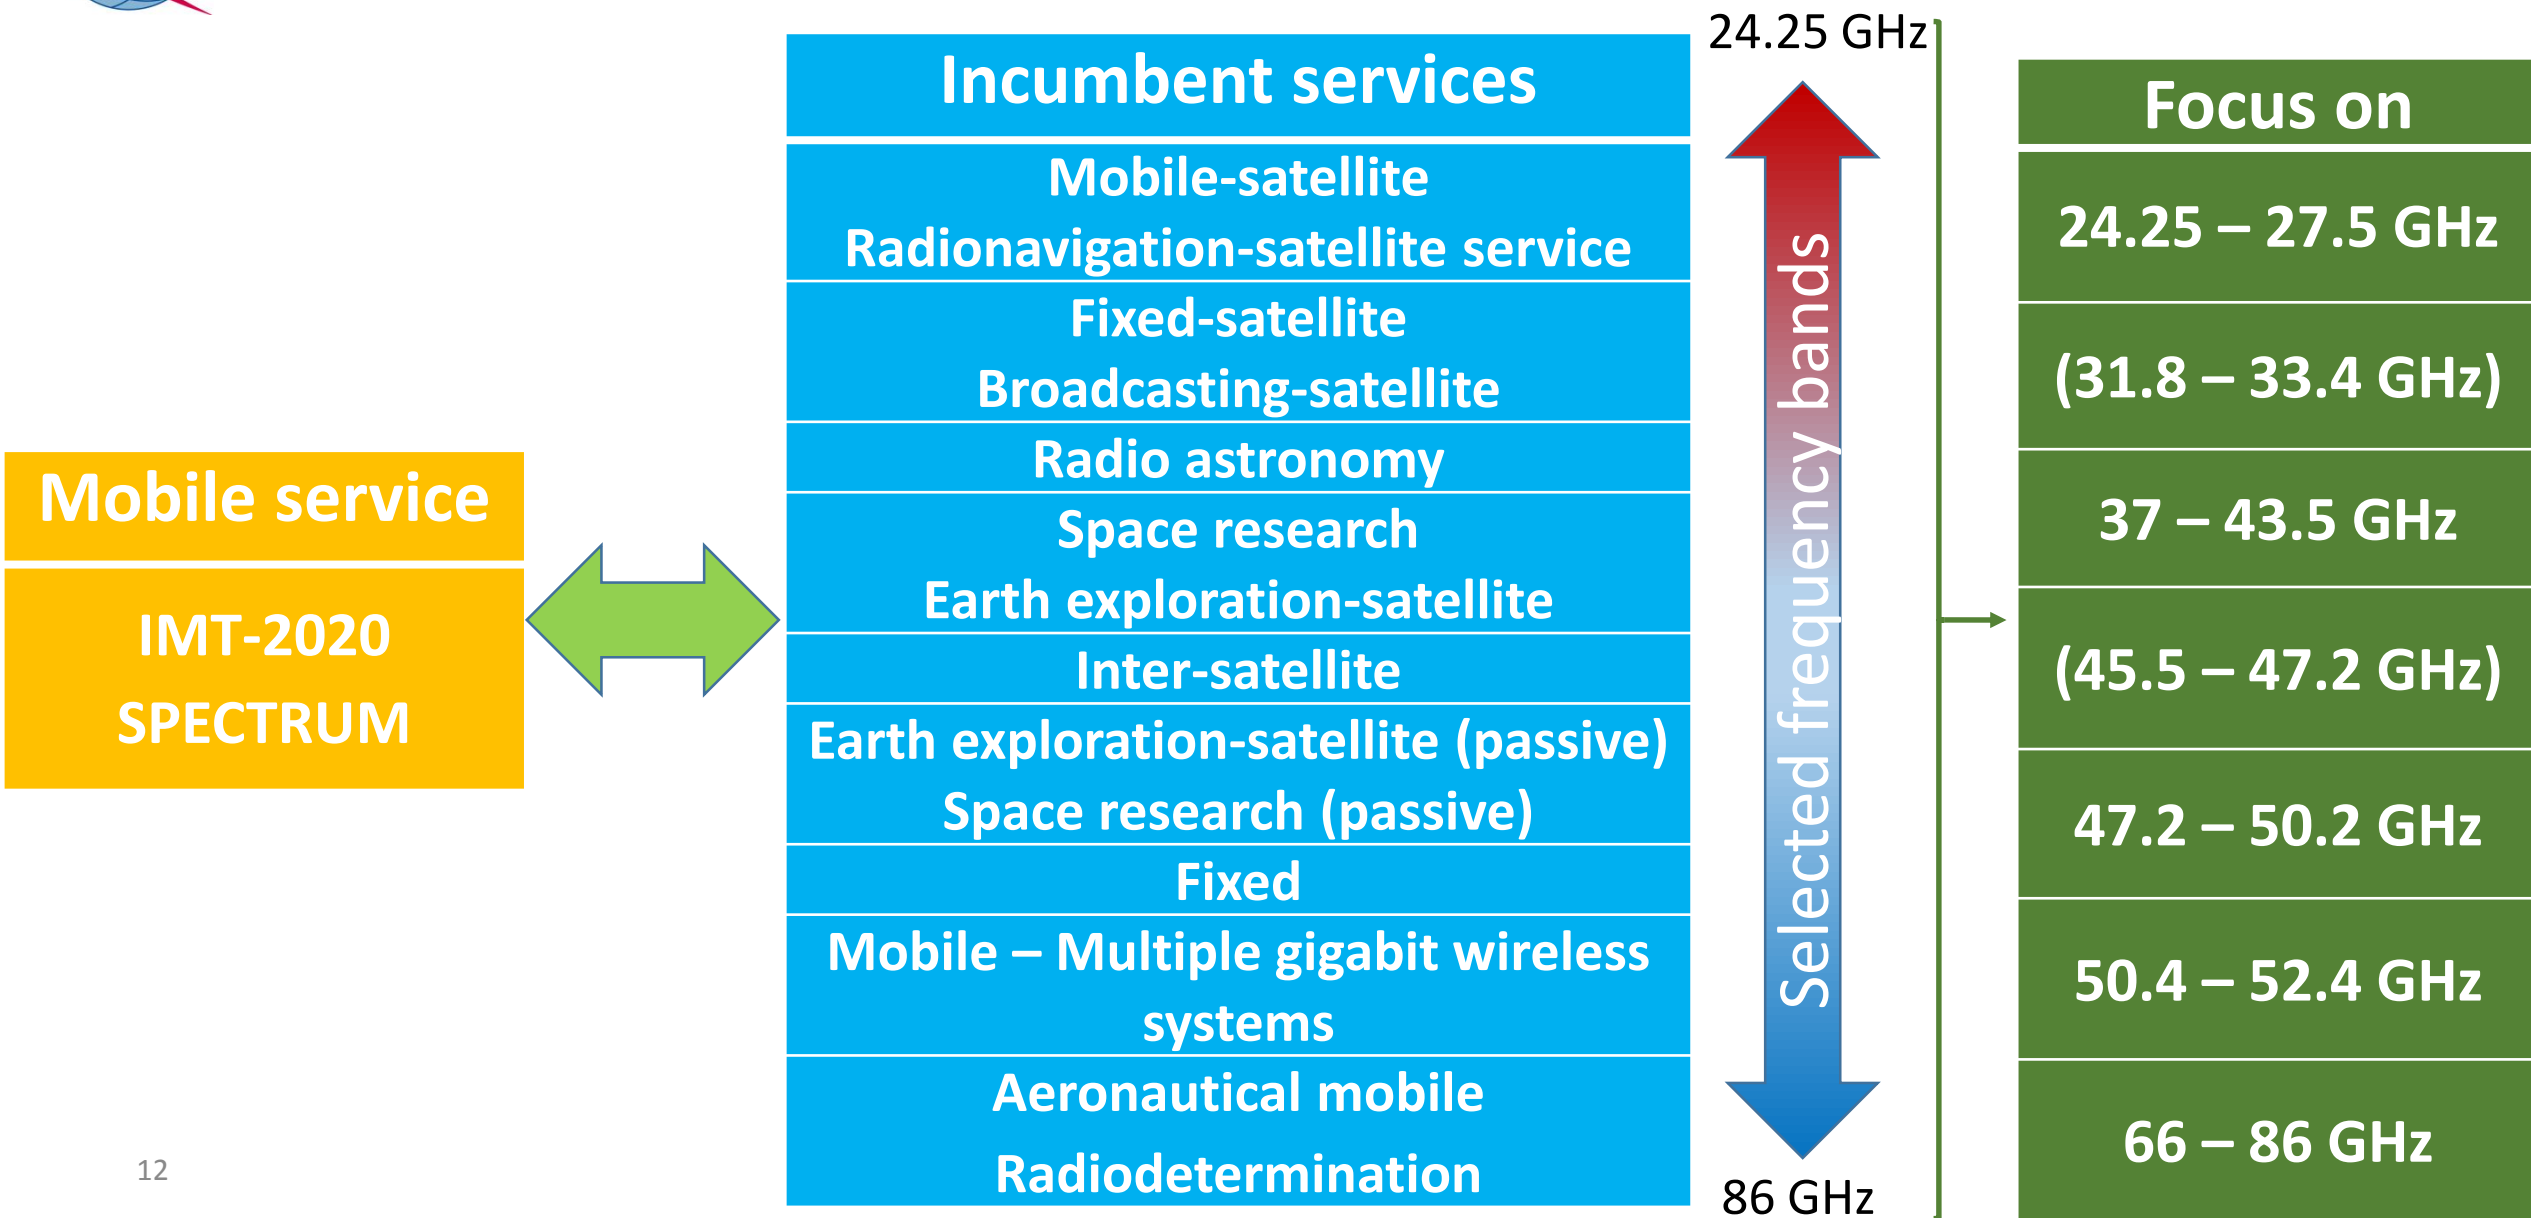 Mobile service
IMT-2020
SPECTRUM
Incumbent services
Mobile-satellite
Radionavigation-satellite service
Fixed-satellite
Broadcasting-satellite
Radio astronomy
Space research
Earth exploration-satellite
Inter-satellite
Earth exploration-satellite (passive)
Space research (passive)
Fixed
Mobile – Multiple gigabit wireless
systems
Aeronautical mobile
Radiodetermination
24.25 GHz
Selected frequency bands
86 GHz
Focus on
24.25 – 27.5 GHz
(31.8 – 33.4 GHz)
37 – 43.5 GHz
(45.5 – 47.2 GHz)
47.2 – 50.2 GHz
50.4 – 52.4 GHz
66 – 86 GHz
12